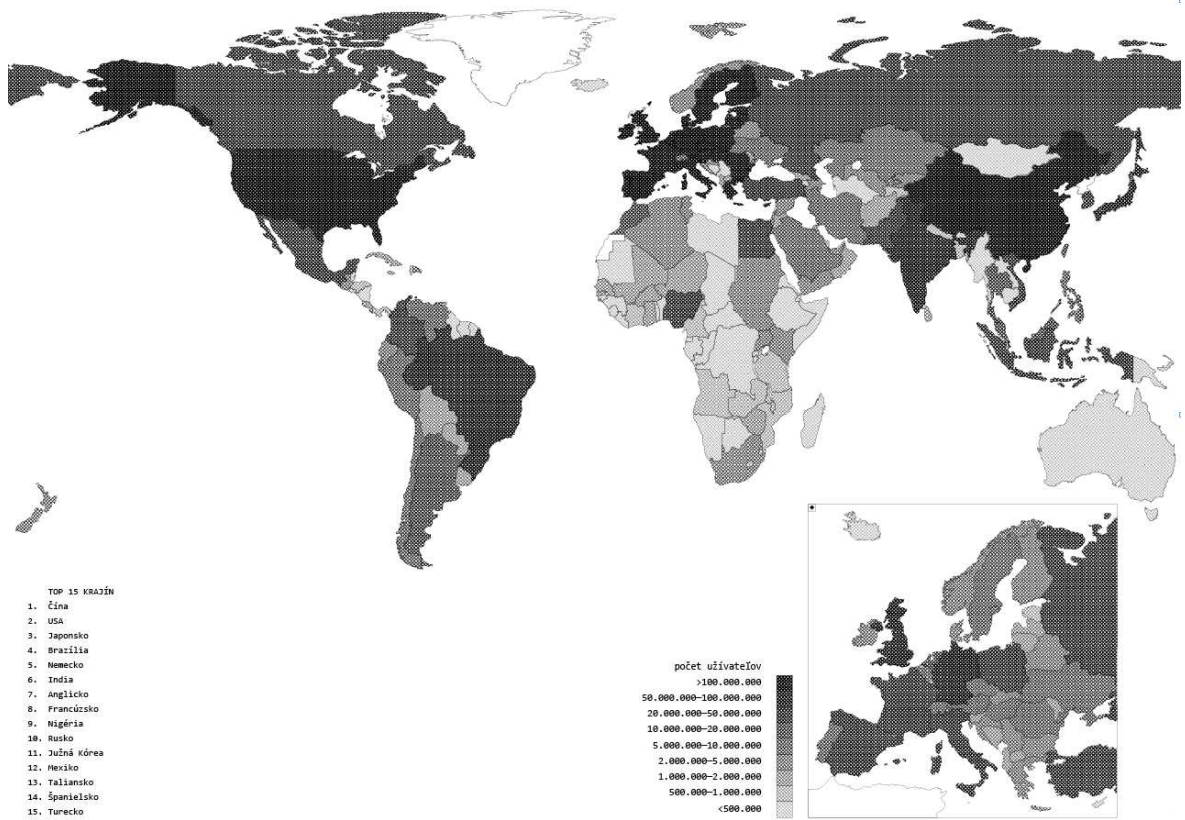 TOP 15 KRAJÍN
1. Čína
2. USA
3. Japonsko
4. Brazília
5. Nemecko
6. India
7. Anglicko
8. Francúzsko
9. Nigéria
10. Rusko
11. Južná Kórea
12. Mexiko
13. Taliansko
14. Španielsko
15. Turecko
počet užívateľov
>100.000.000
50.000.000–100.000.000
20.000.000–50.000.000
10.000.000–20.000.000
5.000.000–10.000.000
2.000.000–5.000.000
1.000.000–2.000.000
500.000–1.000.000
<500.000